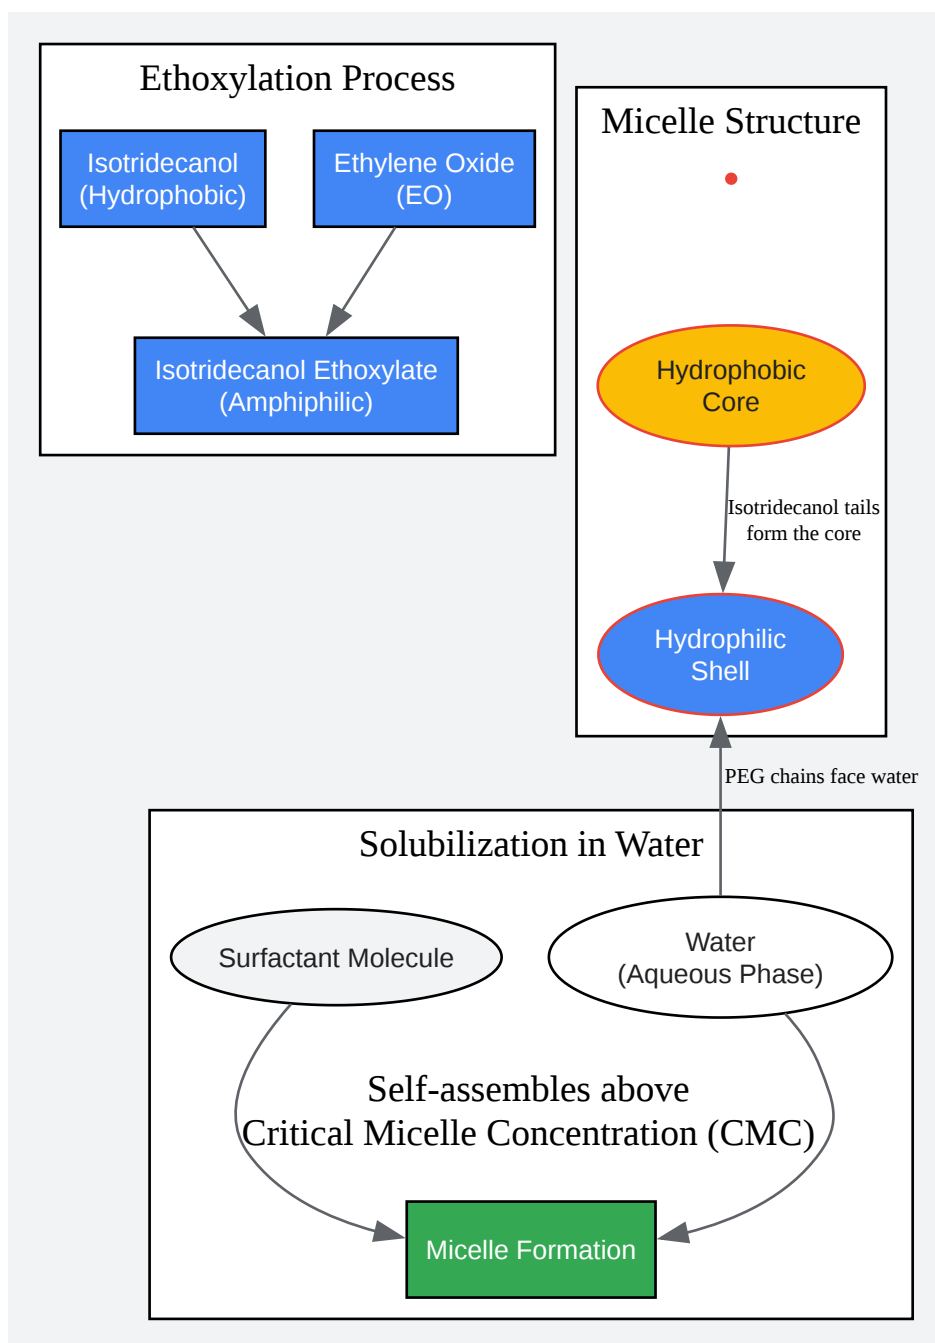 Ethoxylation Process
Isotridecanol
(Hydrophobic)
Ethylene Oxide
(EO)
Isotridecanol Ethoxylate
(Amphiphilic)
Micelle Structure
Hydrophobic
Core
Isotridecanol tails
form the core
Hydrophilic
Shell
PEG chains face water
Solubilization in Water
Surfactant Molecule
Water
(Aqueous Phase)
Self-assembles above
Critical Micelle Concentration (CMC)
Micelle Formation